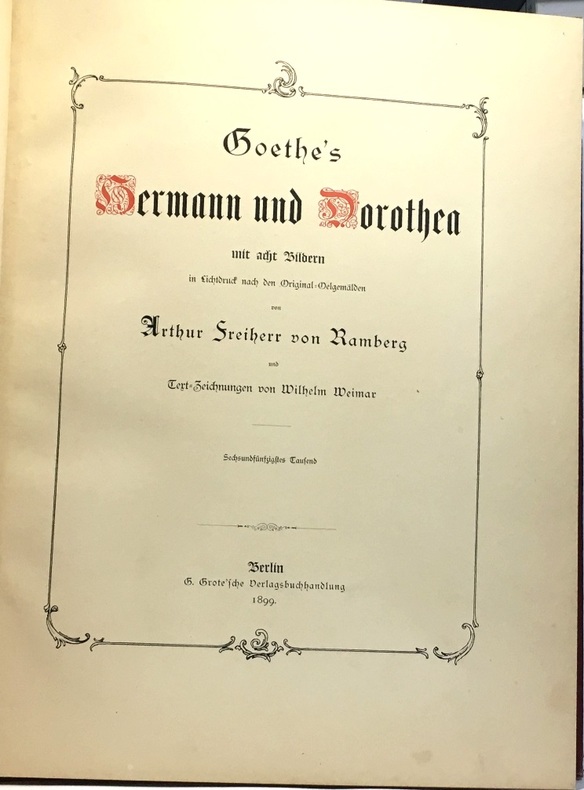 Goethe's
Hermann und Dorothea
mit acht Bildern
in Lichtdruck nach den Original-Oelgemälden
von
Arthur Freiherr von Ramberg
und
Text-Zeichnungen von Wilhelm Weimar
Sechsundfünfzigstes Tausend
Berlin
G. Grote'sche Verlagsbuchhandlung
1899.